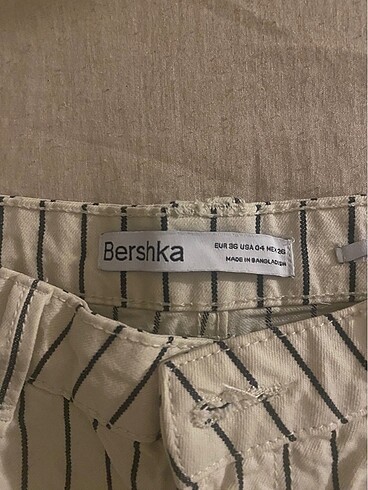 Bershka
EUR 36 USA 04 MEX 26
MADE IN BANGLADESH